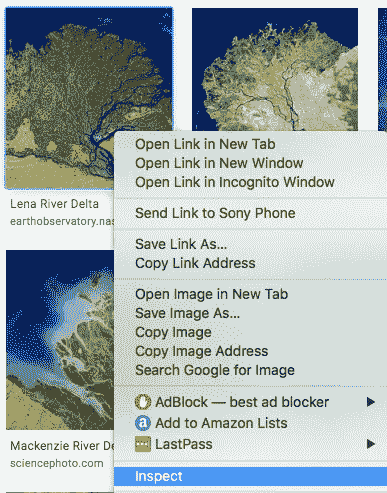 Lena River Delta
earthobservatory.nas
Open Link in New Tab
Open Link in New Window
Open Link in Incognito Window
Send Link to Sony Phone
Save Link As...
Copy Link Address
Open Image in New Tab
Save Image As...
Copy Image
Copy Image Address
Search Google for Image
AdBlock — best ad blocker
Add to Amazon Lists
LastPass
Inspect
Mackenzie River De
sciencephoto.com